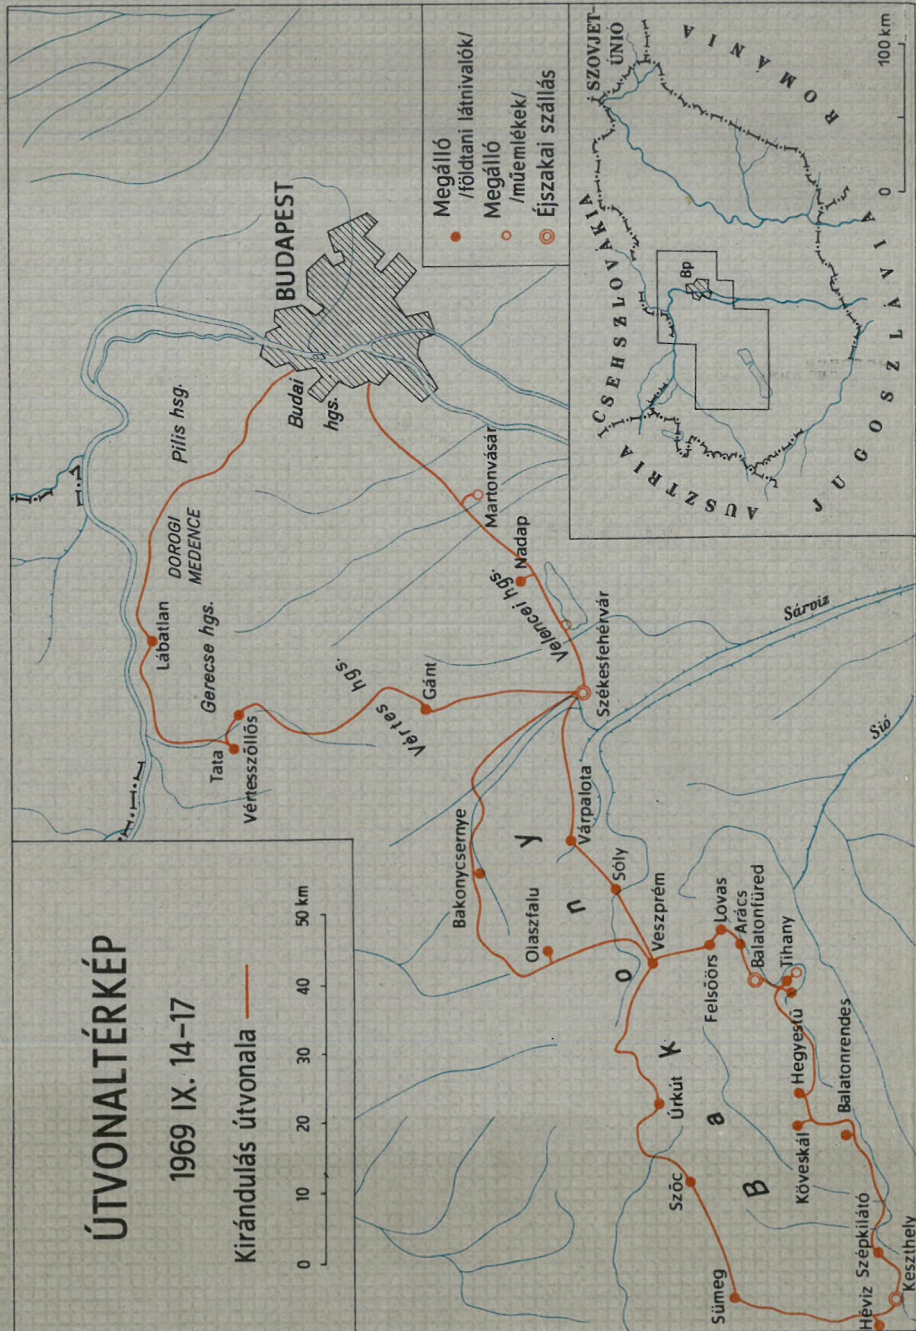 ÚTVONALTÉRKÉP
1969 IX. 14-17
Kirándulás útvonala
0 10 20 30 40 50 km
BUDAPEST
Pilis hsg.
Budai
hgs.
DOROGI
MEDENCE
Lábatlan
Gerecse hgs.
Tata
Vértesszőllős
Vértes
hgs.
Gánt
Martonvásár
Nadap
Velencei hgs.
Székesfehérvár
Sárviz
Sió
Bakonycsernye
Várpalota
Olaszfalu
Sóly
Veszprém
Bakony
Felsőörs
Lovas
Arács
Balatonfüred
Tihany
Úrkút
Szőc
Hegyestű
Köveskál
Balatonrendes
Sümeg
Szépkilátó
Hévíz
Keszthely
Megálló
/földtani látnivalók/
Megálló
/műemlékek/
Éjszakai szállás
CSEHSZLOVÁKIA
SZOVJET-
UNIÓ
ROMÁNIA
AUSZTRIA
JUGOSZLÁVIA
Bp
0 100 km